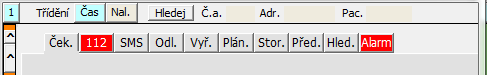 1 Třídění Čas Nal. Hledej Č.a. Adr. Pac.
Ček. 112 SMS Odl. Vyř. Plán. Stor. Před. Hled. Alarm